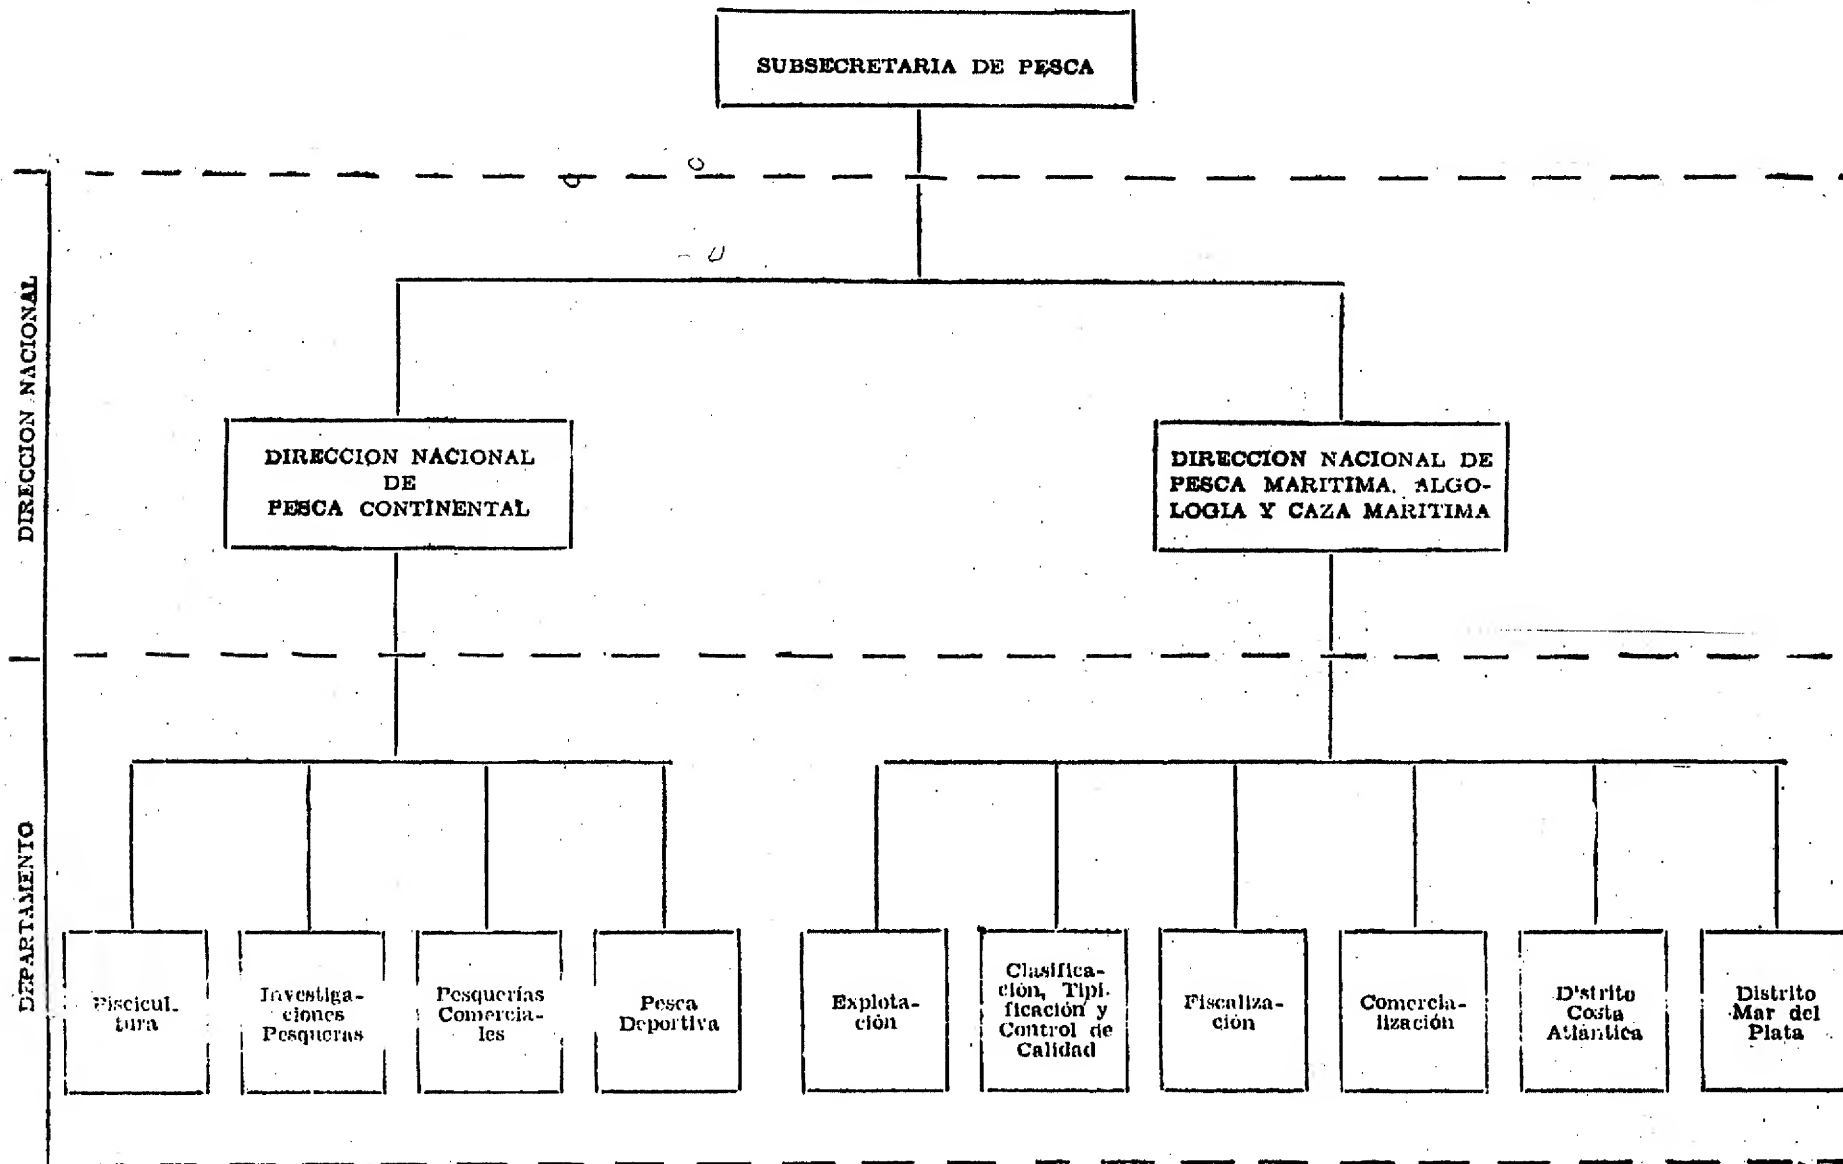 SUBSECRETARIA DE PESCA
DIRECCION NACIONAL
DIRECCION NACIONAL
DE
PESCA CONTINENTAL
DIRECCION NACIONAL DE
PESCA MARITIMA, ALGO-
LOGIA Y CAZA MARITIMA
DEPARTAMENTO
Piscicul-
tura
Investiga-
ciones
Pesqueras
Pesquerías
Comercia-
les
Pesca
Deportiva
Explota-
ción
Clasifica-
ción, Tipi-
ficación y
Control de
Calidad
Fiscaliza-
ción
Comercia-
lización
Distrito
Costa
Atlántica
Distrito
Mar del
Plata